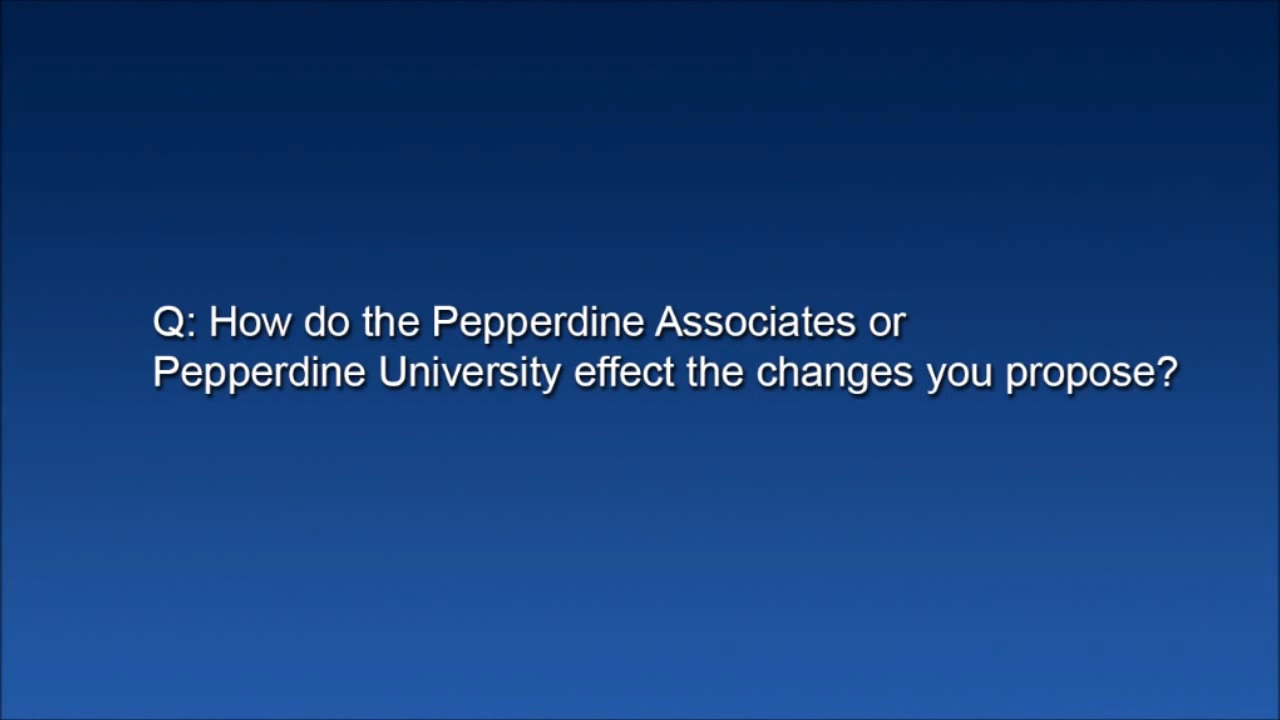 Q: How do the Pepperdine Associates or
Pepperdine University effect the changes you propose?